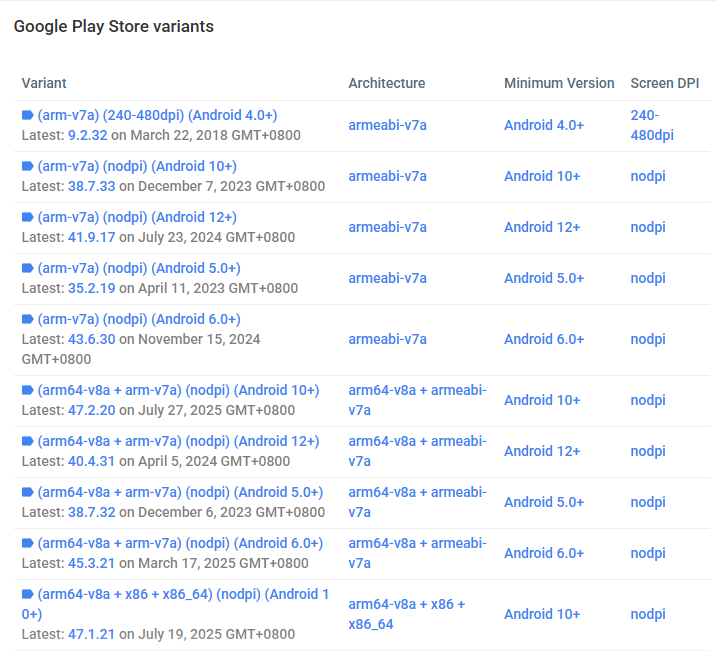 Google Play Store variants
Variant Architecture Minimum Version Screen DPI
(arm-v7a) (240-480dpi) (Android 4.0+)
Latest: 9.2.32 on March 22, 2018 GMT+0800
armeabi-v7a
Android 4.0+
240-
480dpi
(arm-v7a) (nodpi) (Android 10+)
Latest: 38.7.33 on December 7, 2023 GMT+0800
armeabi-v7a
Android 10+
nodpi
(arm-v7a) (nodpi) (Android 12+)
Latest: 41.9.17 on July 23, 2024 GMT+0800
armeabi-v7a
Android 12+
nodpi
(arm-v7a) (nodpi) (Android 5.0+)
Latest: 35.2.19 on April 11, 2023 GMT+0800
armeabi-v7a
Android 5.0+
nodpi
(arm-v7a) (nodpi) (Android 6.0+)
Latest: 43.6.30 on November 15, 2024
GMT+0800
armeabi-v7a
Android 6.0+
nodpi
(arm64-v8a + arm-v7a) (nodpi) (Android 10+)
Latest: 47.2.20 on July 27, 2025 GMT+0800
arm64-v8a + armeabi-
v7a
Android 10+
nodpi
(arm64-v8a + arm-v7a) (nodpi) (Android 12+)
Latest: 40.4.31 on April 5, 2024 GMT+0800
arm64-v8a + armeabi-
v7a
Android 12+
nodpi
(arm64-v8a + arm-v7a) (nodpi) (Android 5.0+)
Latest: 38.7.32 on December 6, 2023 GMT+0800
arm64-v8a + armeabi-
v7a
Android 5.0+
nodpi
(arm64-v8a + arm-v7a) (nodpi) (Android 6.0+)
Latest: 45.3.21 on March 17, 2025 GMT+0800
arm64-v8a + armeabi-
v7a
Android 6.0+
nodpi
(arm64-v8a + x86 + x86_64) (nodpi) (Android 1
0+)
Latest: 47.1.21 on July 19, 2025 GMT+0800
arm64-v8a + x86 +
x86_64
Android 10+
nodpi